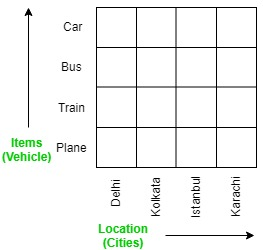 Car
Bus
Train
Plane
Items
(Vehicle)
Delhi
Kolkata
Istanbul
Karachi
Location
(Cities)